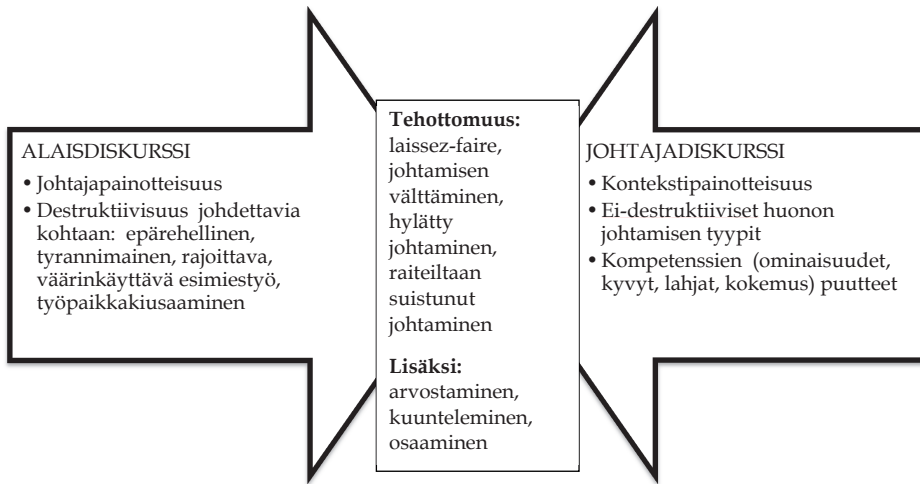 ALAISDISKURSSI
• Johtajapainotteisuus
• Destruktiivisuus johdettavia
kohtaan: epärehellinen,
tyrannimainen, rajoittava,
väärinkäyttävä esimiestyö,
työpaikkakiusaaminen
Tehottomuus:
laissez-faire,
johtamisen
välttäminen,
hylätty
johtaminen,
raiteiltaan
suistunut
johtaminen
Lisäksi:
arvostaminen,
kuunteleminen,
osaaminen
JOHTAJADISKURSSI
• Kontekstipainotteisuus
• Ei-destruktiiviset huonon
johtamisen tyypit
• Kompetenssien (ominaisuudet,
kyvyt, lahjat, kokemus) puutteet